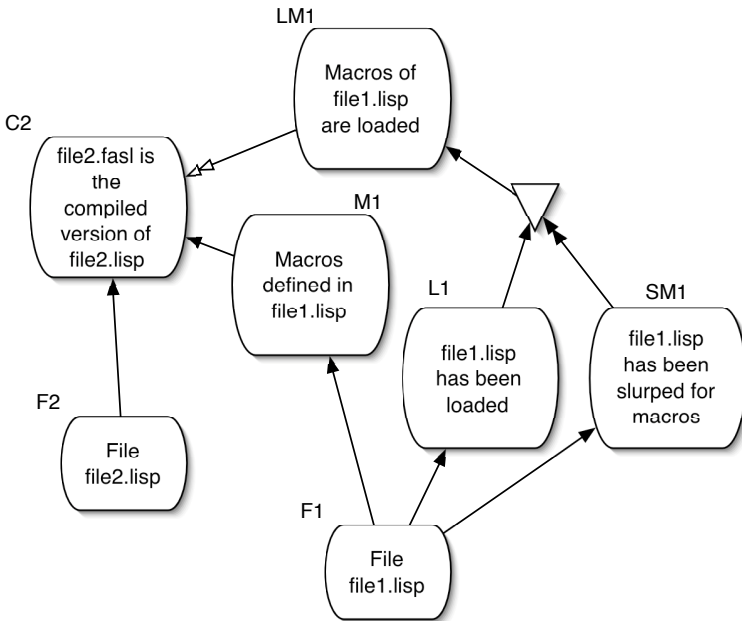 LM1
Macros of
file1.lisp
are loaded
C2
file2.fasl is
the
compiled
version of
file2.lisp
M1
Macros
defined in
file1.lisp
L1
file1.lisp
has been
loaded
SM1
file1.lisp
has been
slurped for
macros
F2
File
file2.lisp
F1
File
file1.lisp